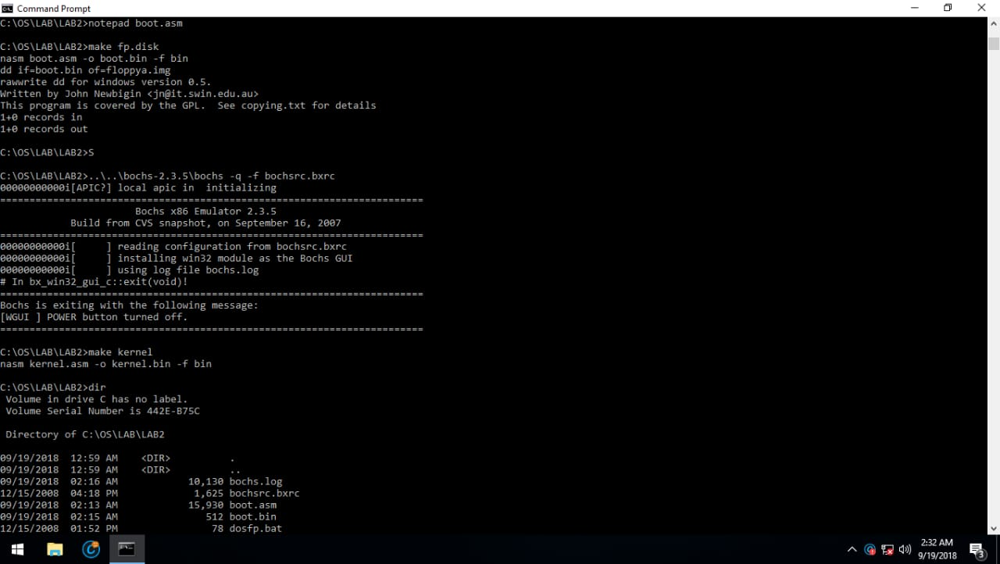 Command Prompt
C:\OS\LAB\LAB2>notepad boot.asm
C:\OS\LAB\LAB2>make fp.disk
nasm boot.asm -o boot.bin -f bin
dd if=boot.bin of=floppya.img
rawwrite dd for windows version 0.5.
Written by John Newbigin <jn@it.swin.edu.au>
This program is covered by the GPL.  See copying.txt for details
1+0 records in
1+0 records out
C:\OS\LAB\LAB2>S
C:\OS\LAB\LAB2>..\..\bochs-2.3.5\bochs -q -f bochsrc.bxrc
00000000000i[APIC?] local apic in  initializing
========================================================================
Bochs x86 Emulator 2.3.5
Build from CVS snapshot, on September 16, 2007
========================================================================
00000000000i[     ] reading configuration from bochsrc.bxrc
00000000000i[     ] installing win32 module as the Bochs GUI
00000000000i[     ] using log file bochs.log
# In bx_win32_gui_c::exit(void)!
========================================================================
Bochs is exiting with the following message:
[WGUI ] POWER button turned off.
========================================================================
C:\OS\LAB\LAB2>make kernel
nasm kernel.asm -o kernel.bin -f bin
C:\OS\LAB\LAB2>dir
Volume in drive C has no label.
Volume Serial Number is 442E-B75C
Directory of C:\OS\LAB\LAB2
09/19/2018  12:59 AM    <DIR>          .
09/19/2018  12:59 AM    <DIR>          ..
09/19/2018  02:16 AM            10,130 bochs.log
12/15/2008  04:18 PM             1,625 bochsrc.bxrc
09/19/2018  02:13 AM            15,930 boot.asm
09/19/2018  02:15 AM               512 boot.bin
12/15/2008  01:52 PM                78 dosfp.bat
2:32 AM
9/19/2018
3